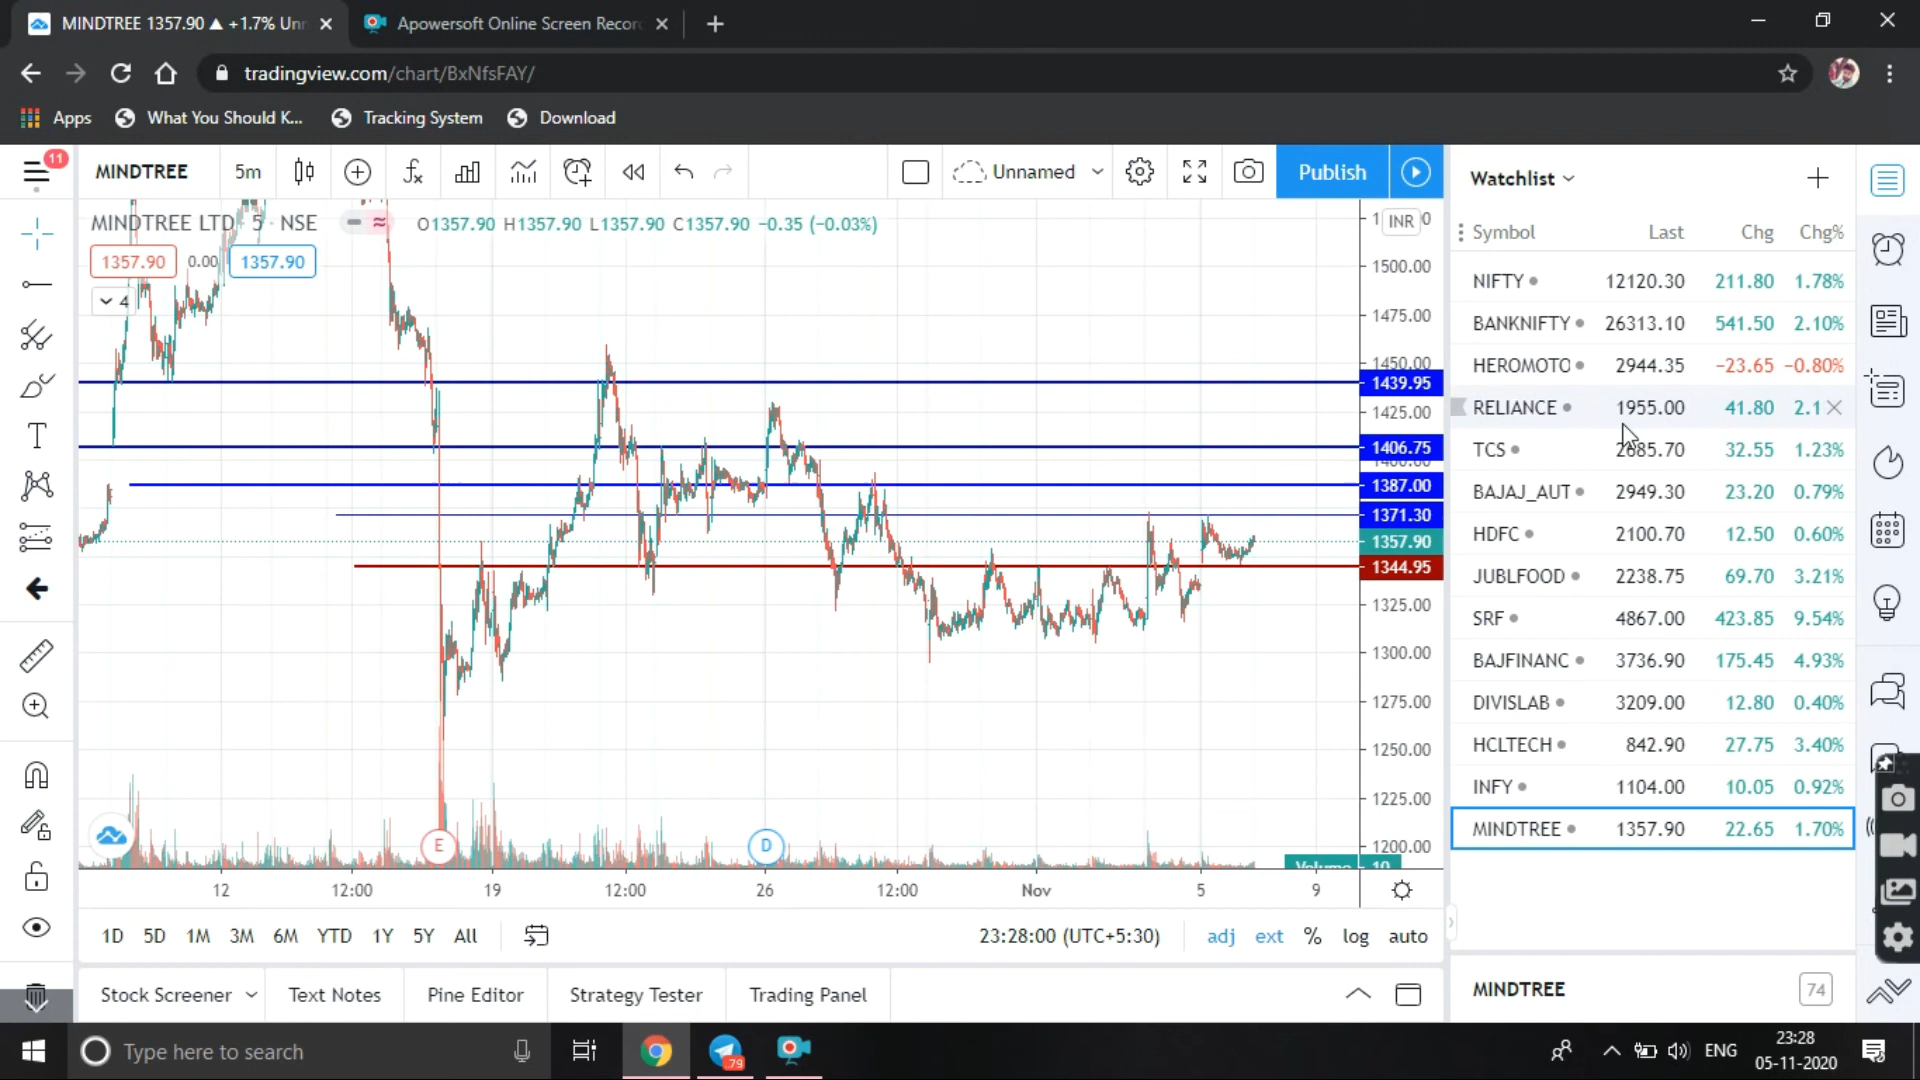 MINDTREE 1357.90 ▲ +1.7% Unn
Apowersoft Online Screen Recor
tradingview.com/chart/BxNfsFAY/
Apps
What You Should K...
Tracking System
Download
11
MINDTREE
5m
Unnamed
Publish
MINDTREE LTD · 5 · NSE
O1357.90 H1357.90 L1357.90 C1357.90 −0.35 (−0.03%)
1357.90 0.00 1357.90
4
INR
1500.00
1475.00
1450.00
1439.95
1425.00
1406.75
1400.00
1387.00
1371.30
1357.90
1344.95
1325.00
1300.00
1275.00
1250.00
1225.00
1200.00
E
D
Volume 10
12 12:00 19 12:00 26 12:00 Nov 5 9
1D 5D 1M 3M 6M YTD 1Y 5Y All
23:28:00 (UTC+5:30)
adj ext % log auto
Stock Screener
Text Notes
Pine Editor
Strategy Tester
Trading Panel
Watchlist
Symbol Last Chg Chg%
NIFTY 12120.30 211.80 1.78%
BANKNIFTY 26313.10 541.50 2.10%
HEROMOTO 2944.35 −23.65 −0.80%
RELIANCE 1955.00 41.80 2.1
TCS 2685.70 32.55 1.23%
BAJAJ_AUT 2949.30 23.20 0.79%
HDFC 2100.70 12.50 0.60%
JUBLFOOD 2238.75 69.70 3.21%
SRF 4867.00 423.85 9.54%
BAJFINANC 3736.90 175.45 4.93%
DIVISLAB 3209.00 12.80 0.40%
HCLTECH 842.90 27.75 3.40%
INFY 1104.00 10.05 0.92%
MINDTREE 1357.90 22.65 1.70%
MINDTREE 74
Type here to search
79
ENG
23:28
05-11-2020